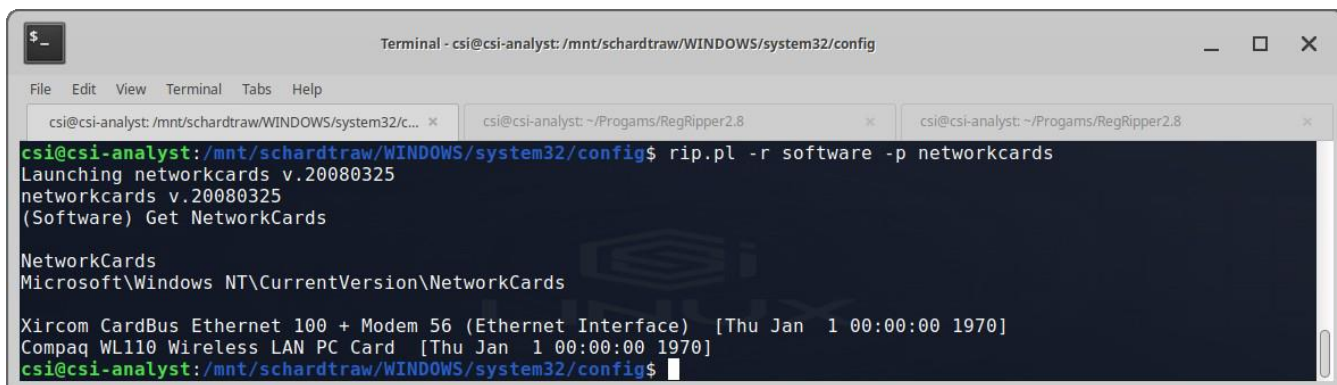 Terminal - csi@csi-analyst: /mnt/schardtraw/WINDOWS/system32/config
File Edit View Terminal Tabs Help
csi@csi-analyst: /mnt/schardtraw/WINDOWS/system32/c... × csi@csi-analyst: ~/Progams/RegRipper2.8 × csi@csi-analyst: ~/Progams/RegRipper2.8 ×
csi@csi-analyst:/mnt/schardtraw/WINDOWS/system32/config$ rip.pl -r software -p networkcards
Launching networkcards v.20080325
networkcards v.20080325
(Software) Get NetworkCards
NetworkCards
Microsoft\Windows NT\CurrentVersion\NetworkCards
Xircom CardBus Ethernet 100 + Modem 56 (Ethernet Interface)  [Thu Jan  1 00:00:00 1970]
Compaq WL110 Wireless LAN PC Card  [Thu Jan  1 00:00:00 1970]
csi@csi-analyst:/mnt/schardtraw/WINDOWS/system32/config$